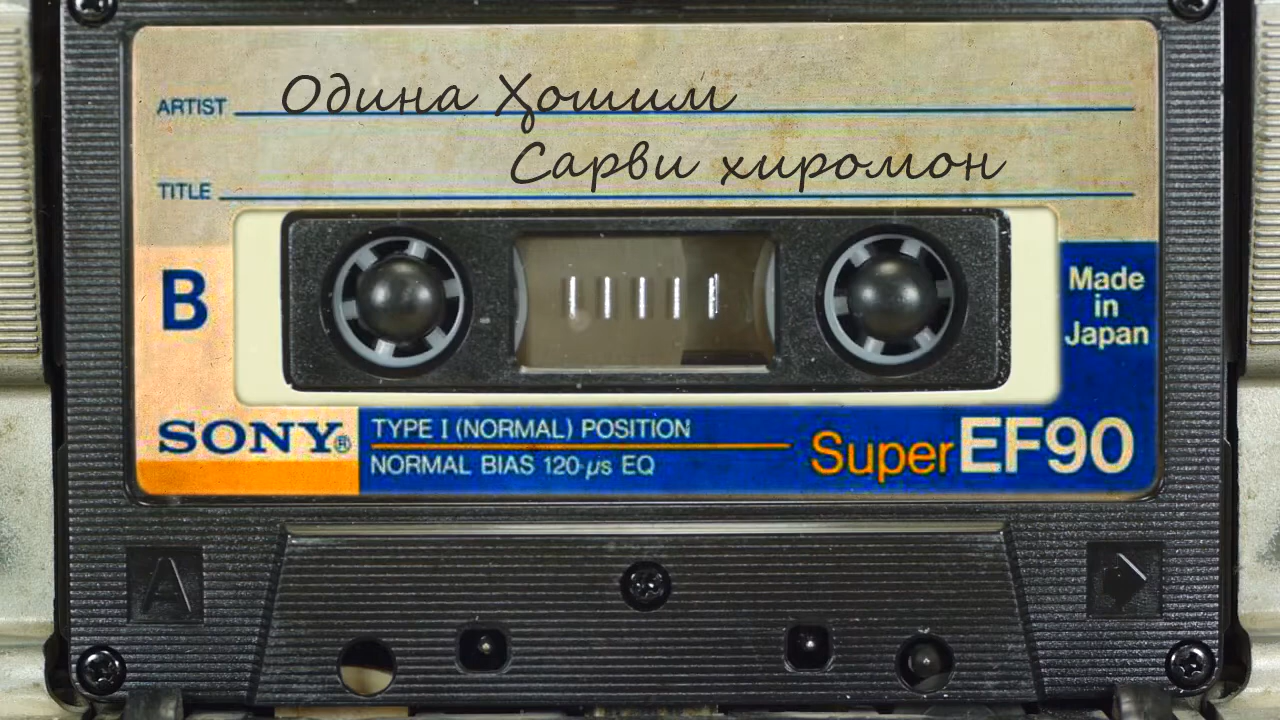 ARTIST Одина Ҳошим
TITLE Сарви хиромон
B
Made
in
Japan
SONY®
TYPE I (NORMAL) POSITION
NORMAL BIAS 120 µs EQ
Super EF90
A